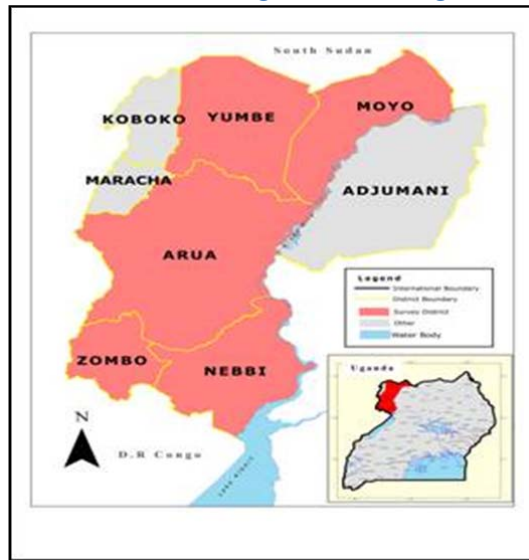 South Sudan
KOBOKO
YUMBE
MOYO
MARACHA
ADJUMANI
ARUA
Legend
International Boundary
District Boundary
Survey District
Other
Water Body
ZOMBO
NEBBI
Uganda
N
D.R Congo